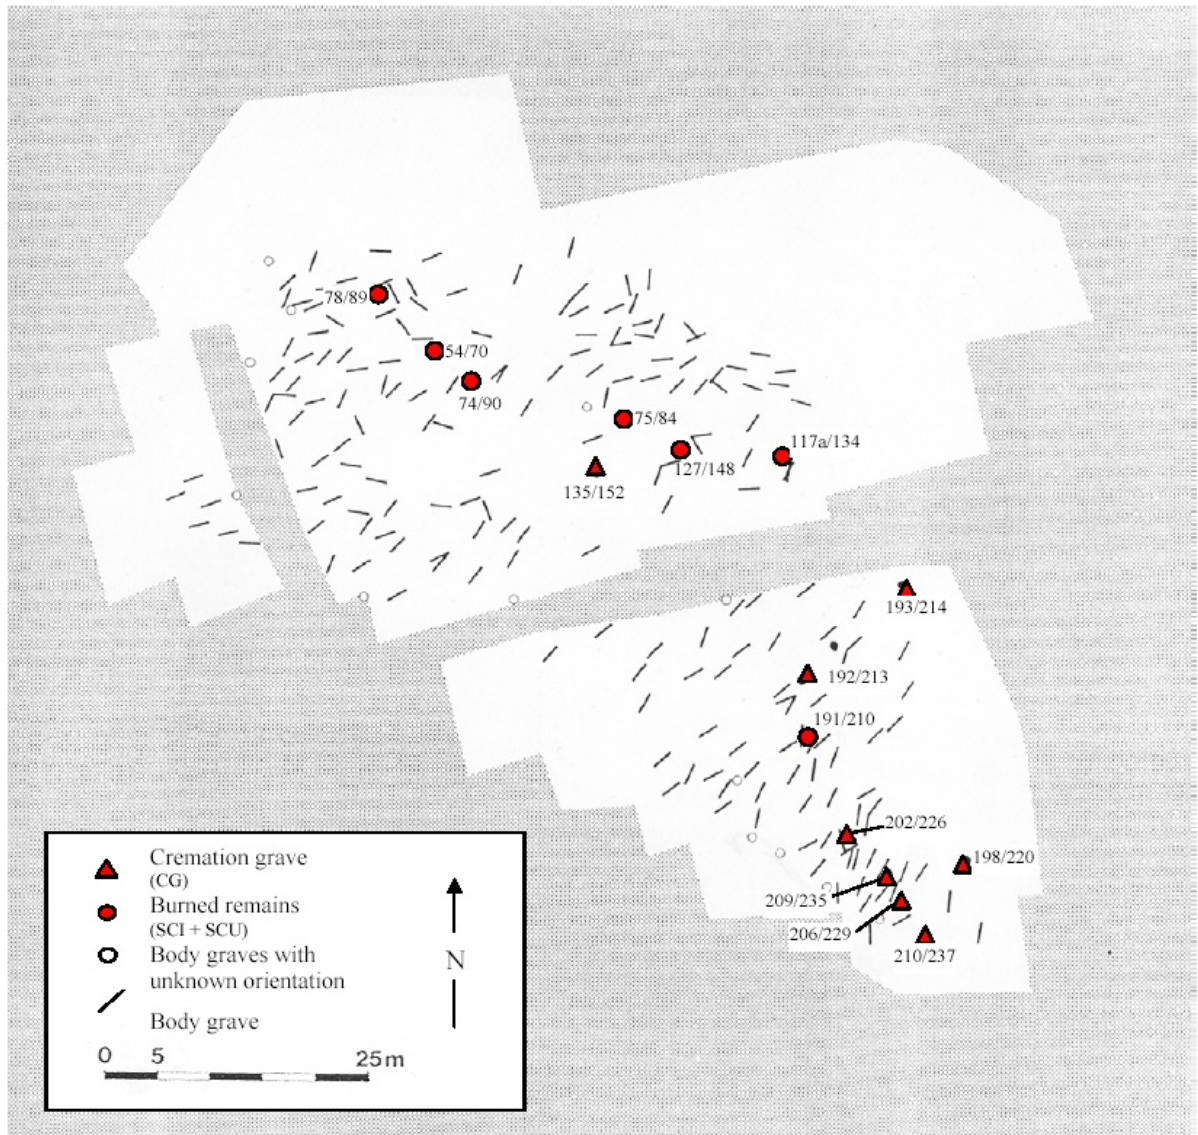 78/89
54/70
74/90
75/84
117a/134
127/148
135/152
193/214
192/213
191/210
202/226
198/220
209/235
206/229
210/237
Cremation grave
(CG)
Burned remains
(SCI + SCU)
Body graves with
unknown orientation
Body grave
N
0 5 25m